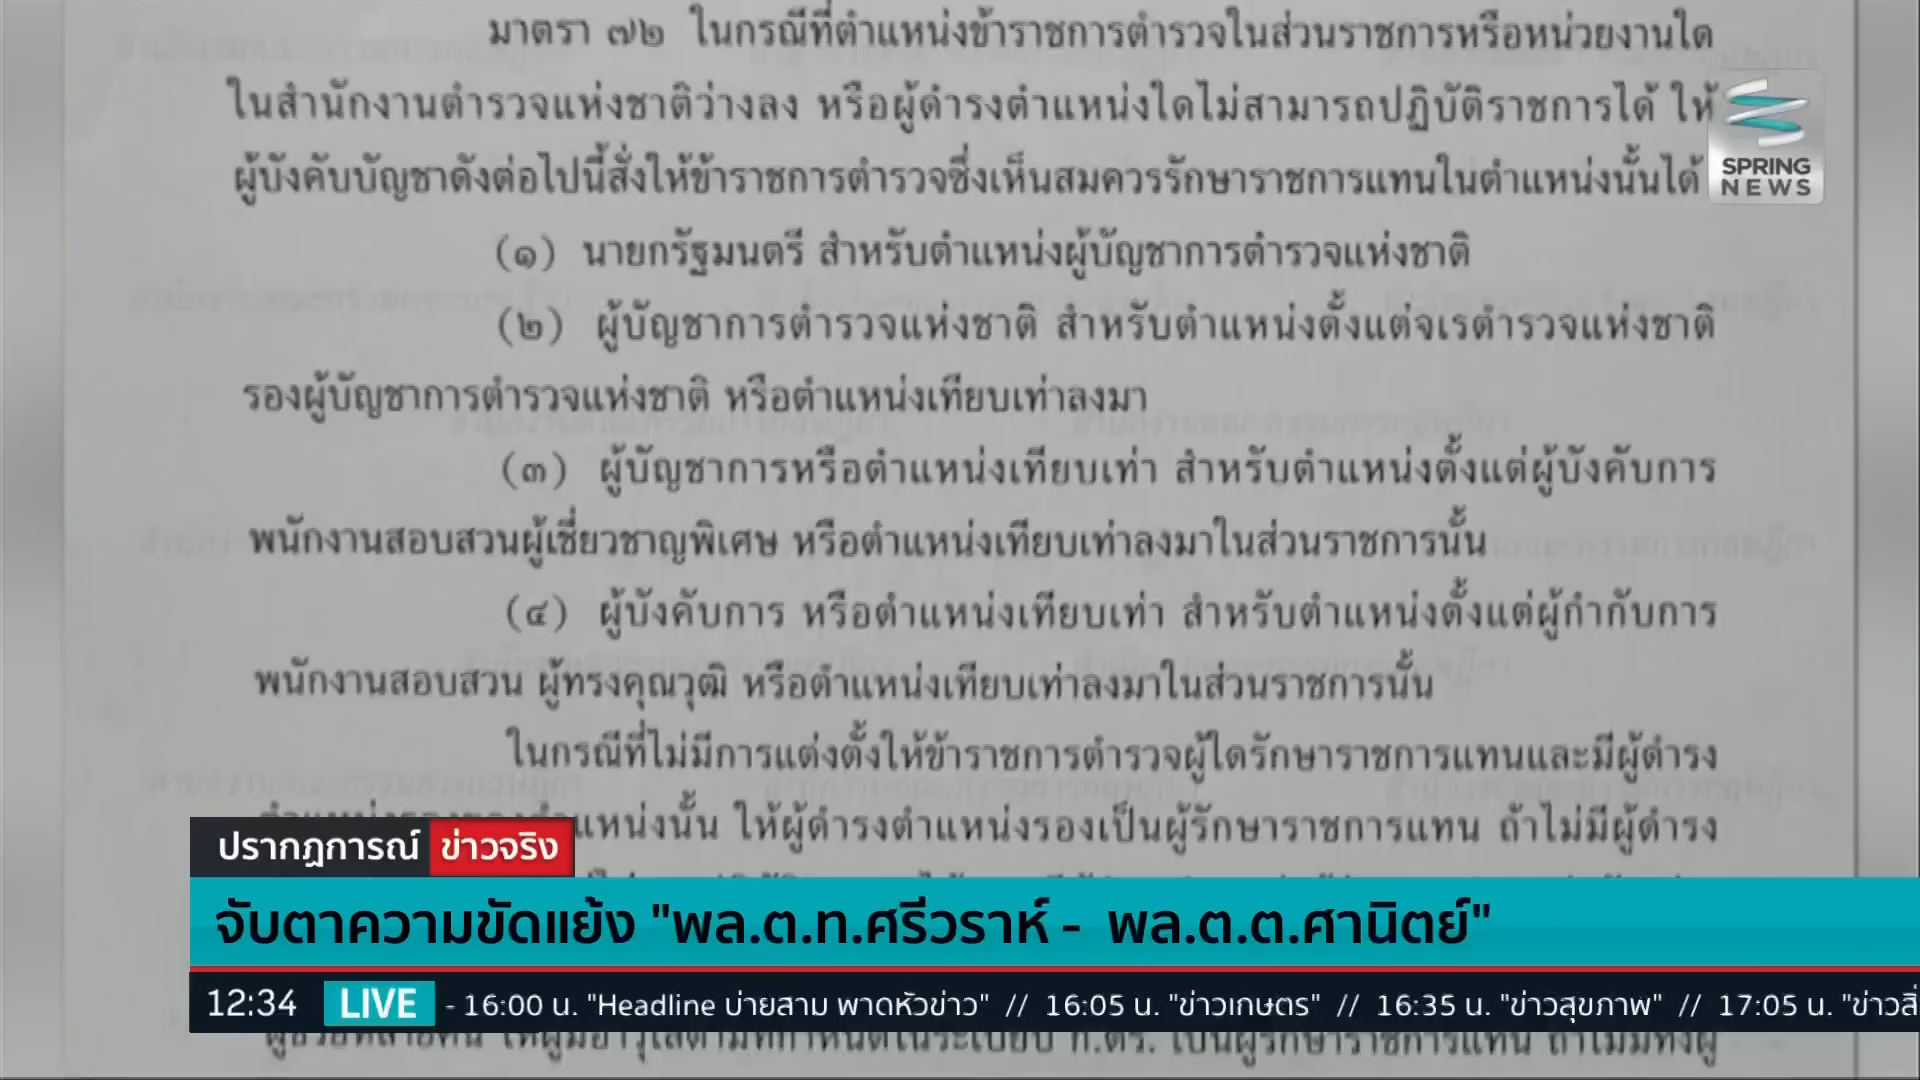 มาตรา ๗๒ ในกรณีที่ตำแหน่งข้าราชการตำรวจในส่วนราชการหรือหน่วยงานใด
ในสำนักงานตำรวจแห่งชาติว่างลง หรือผู้ดำรงตำแหน่งใดไม่สามารถปฏิบัติราชการได้ ให้
ผู้บังคับบัญชาดังต่อไปนี้สั่งให้ข้าราชการตำรวจซึ่งเห็นสมควรรักษาราชการแทนในตำแหน่งนั้นได้
SPRING
NEWS
(๑) นายกรัฐมนตรี สำหรับตำแหน่งผู้บัญชาการตำรวจแห่งชาติ
(๒) ผู้บัญชาการตำรวจแห่งชาติ สำหรับตำแหน่งตั้งแต่จเรตำรวจแห่งชาติ
รองผู้บัญชาการตำรวจแห่งชาติ หรือตำแหน่งเทียบเท่าลงมา
(๓) ผู้บัญชาการหรือตำแหน่งเทียบเท่า สำหรับตำแหน่งตั้งแต่ผู้บังคับการ
พนักงานสอบสวนผู้เชี่ยวชาญพิเศษ หรือตำแหน่งเทียบเท่าลงมาในส่วนราชการนั้น
(๔) ผู้บังคับการ หรือตำแหน่งเทียบเท่า สำหรับตำแหน่งตั้งแต่ผู้กำกับการ
พนักงานสอบสวน ผู้ทรงคุณวุฒิ หรือตำแหน่งเทียบเท่าลงมาในส่วนราชการนั้น
ในกรณีที่ไม่มีการแต่งตั้งให้ข้าราชการตำรวจผู้ใดรักษาราชการแทนและมีผู้ดำรง
ตำแหน่งนั้น ให้ผู้ดำรงตำแหน่งรองเป็นผู้รักษาราชการแทน ถ้าไม่มีผู้ดำรง
ปรากฏการณ์ ข่าวจริง
จับตาความขัดแย้ง "พล.ต.ท.ศรีวราห์ - พล.ต.ต.ศานิตย์"
12:34 LIVE - 16:00 น. "Headline บ่ายสาม พาดหัวข่าว" // 16:05 น. "ข่าวเกษตร" // 16:35 น. "ข่าวสุขภาพ" // 17:05 น. "ข่าวสิ่
เป็นผู้รักษาราชการแทน